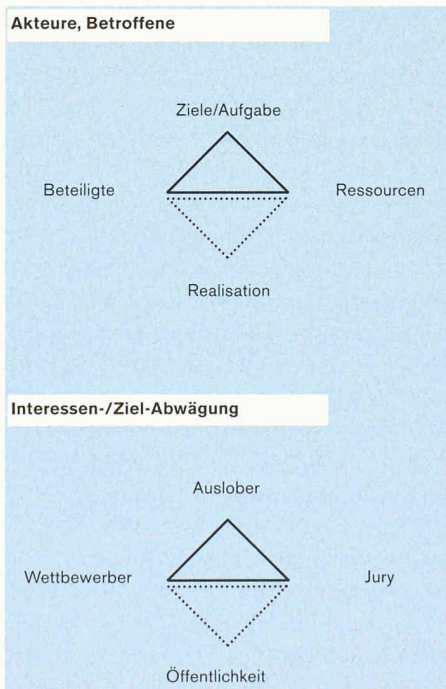 Akteure, Betroffene
Ziele/Aufgabe
Beteiligte Ressourcen
Realisation
Interessen-/Ziel-Abwägung
Auslober
Wettbewerber Jury
Öffentlichkeit